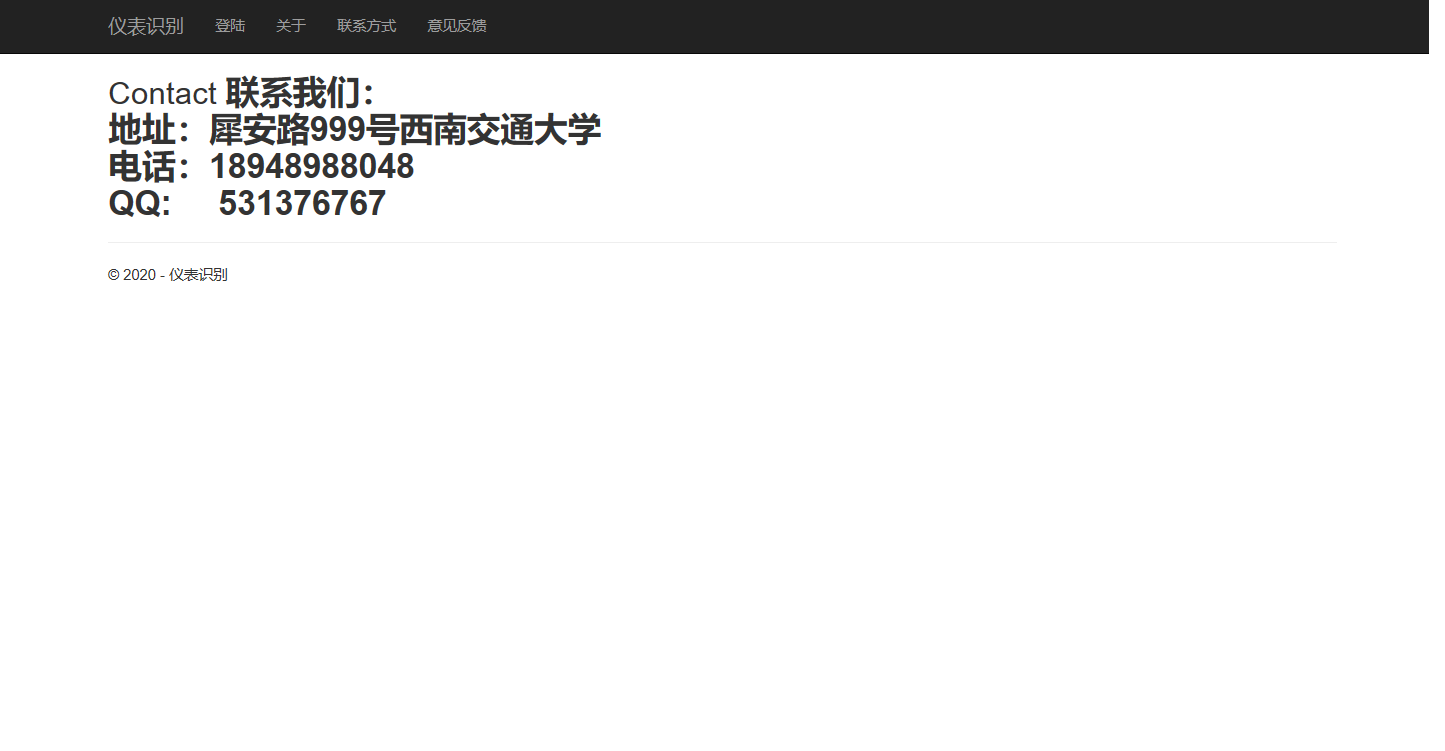 仪表识别 登陆 关于 联系方式 意见反馈
Contact 联系我们：
地址：犀安路999号西南交通大学
电话：18948988048
QQ: 531376767
© 2020 - 仪表识别